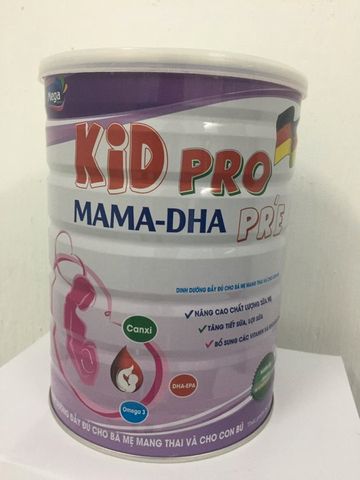 Nega
KID PRO
MAMA-DHA PRE
DINH DƯỠNG ĐẦY ĐỦ CHO BÀ MẸ MANG THAI VÀ CHO CON BÚ
NÂNG CAO CHẤT LƯỢNG SỮA MẸ
TĂNG TIẾT SỮA, LỢI SỮA
BỔ SUNG CÁC VITAMIN VÀ
Canxi
DHA-EPA
Omega 3
ĐẦY ĐỦ CHO BÀ MẸ MANG THAI VÀ CHO CON BÚ